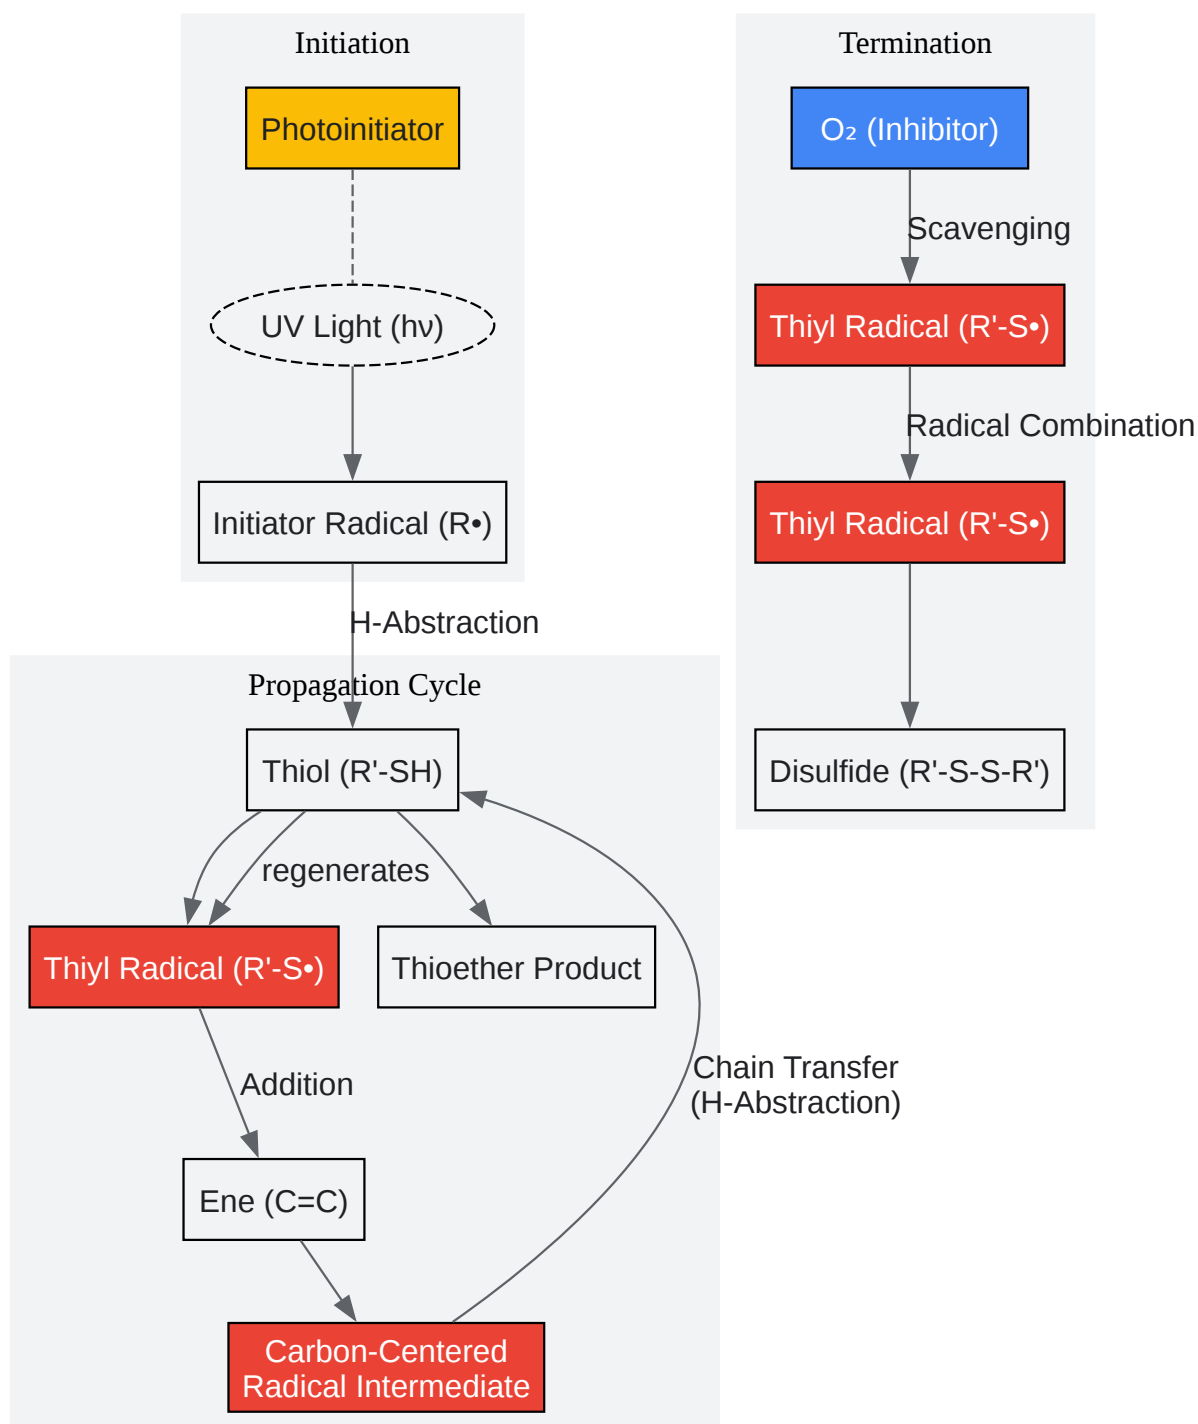 Initiation
Photoinitiator
UV Light (hν)
Initiator Radical (R•)
H-Abstraction
Propagation Cycle
Thiol (R'-SH)
regenerates
Thiyl Radical (R'-S•)
Thioether Product
Addition
Chain Transfer
(H-Abstraction)
Ene (C=C)
Carbon-Centered
Radical Intermediate
Termination
O₂ (Inhibitor)
Scavenging
Thiyl Radical (R'-S•)
Radical Combination
Thiyl Radical (R'-S•)
Disulfide (R'-S-S-R')